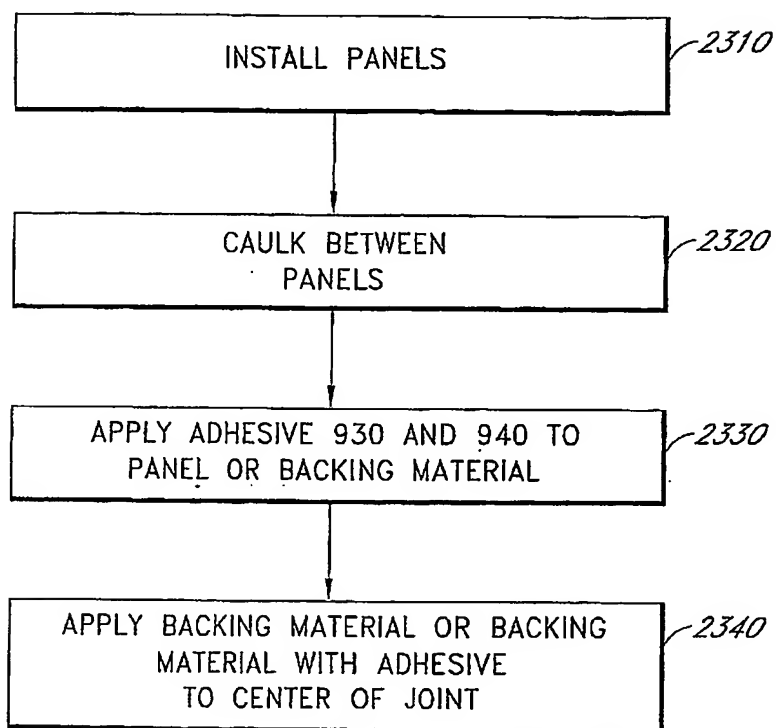 INSTALL PANELS
2310
CAULK BETWEEN
PANELS
2320
APPLY ADHESIVE 930 AND 940 TO
PANEL OR BACKING MATERIAL
2330
APPLY BACKING MATERIAL OR BACKING
MATERIAL WITH ADHESIVE
TO CENTER OF JOINT
2340